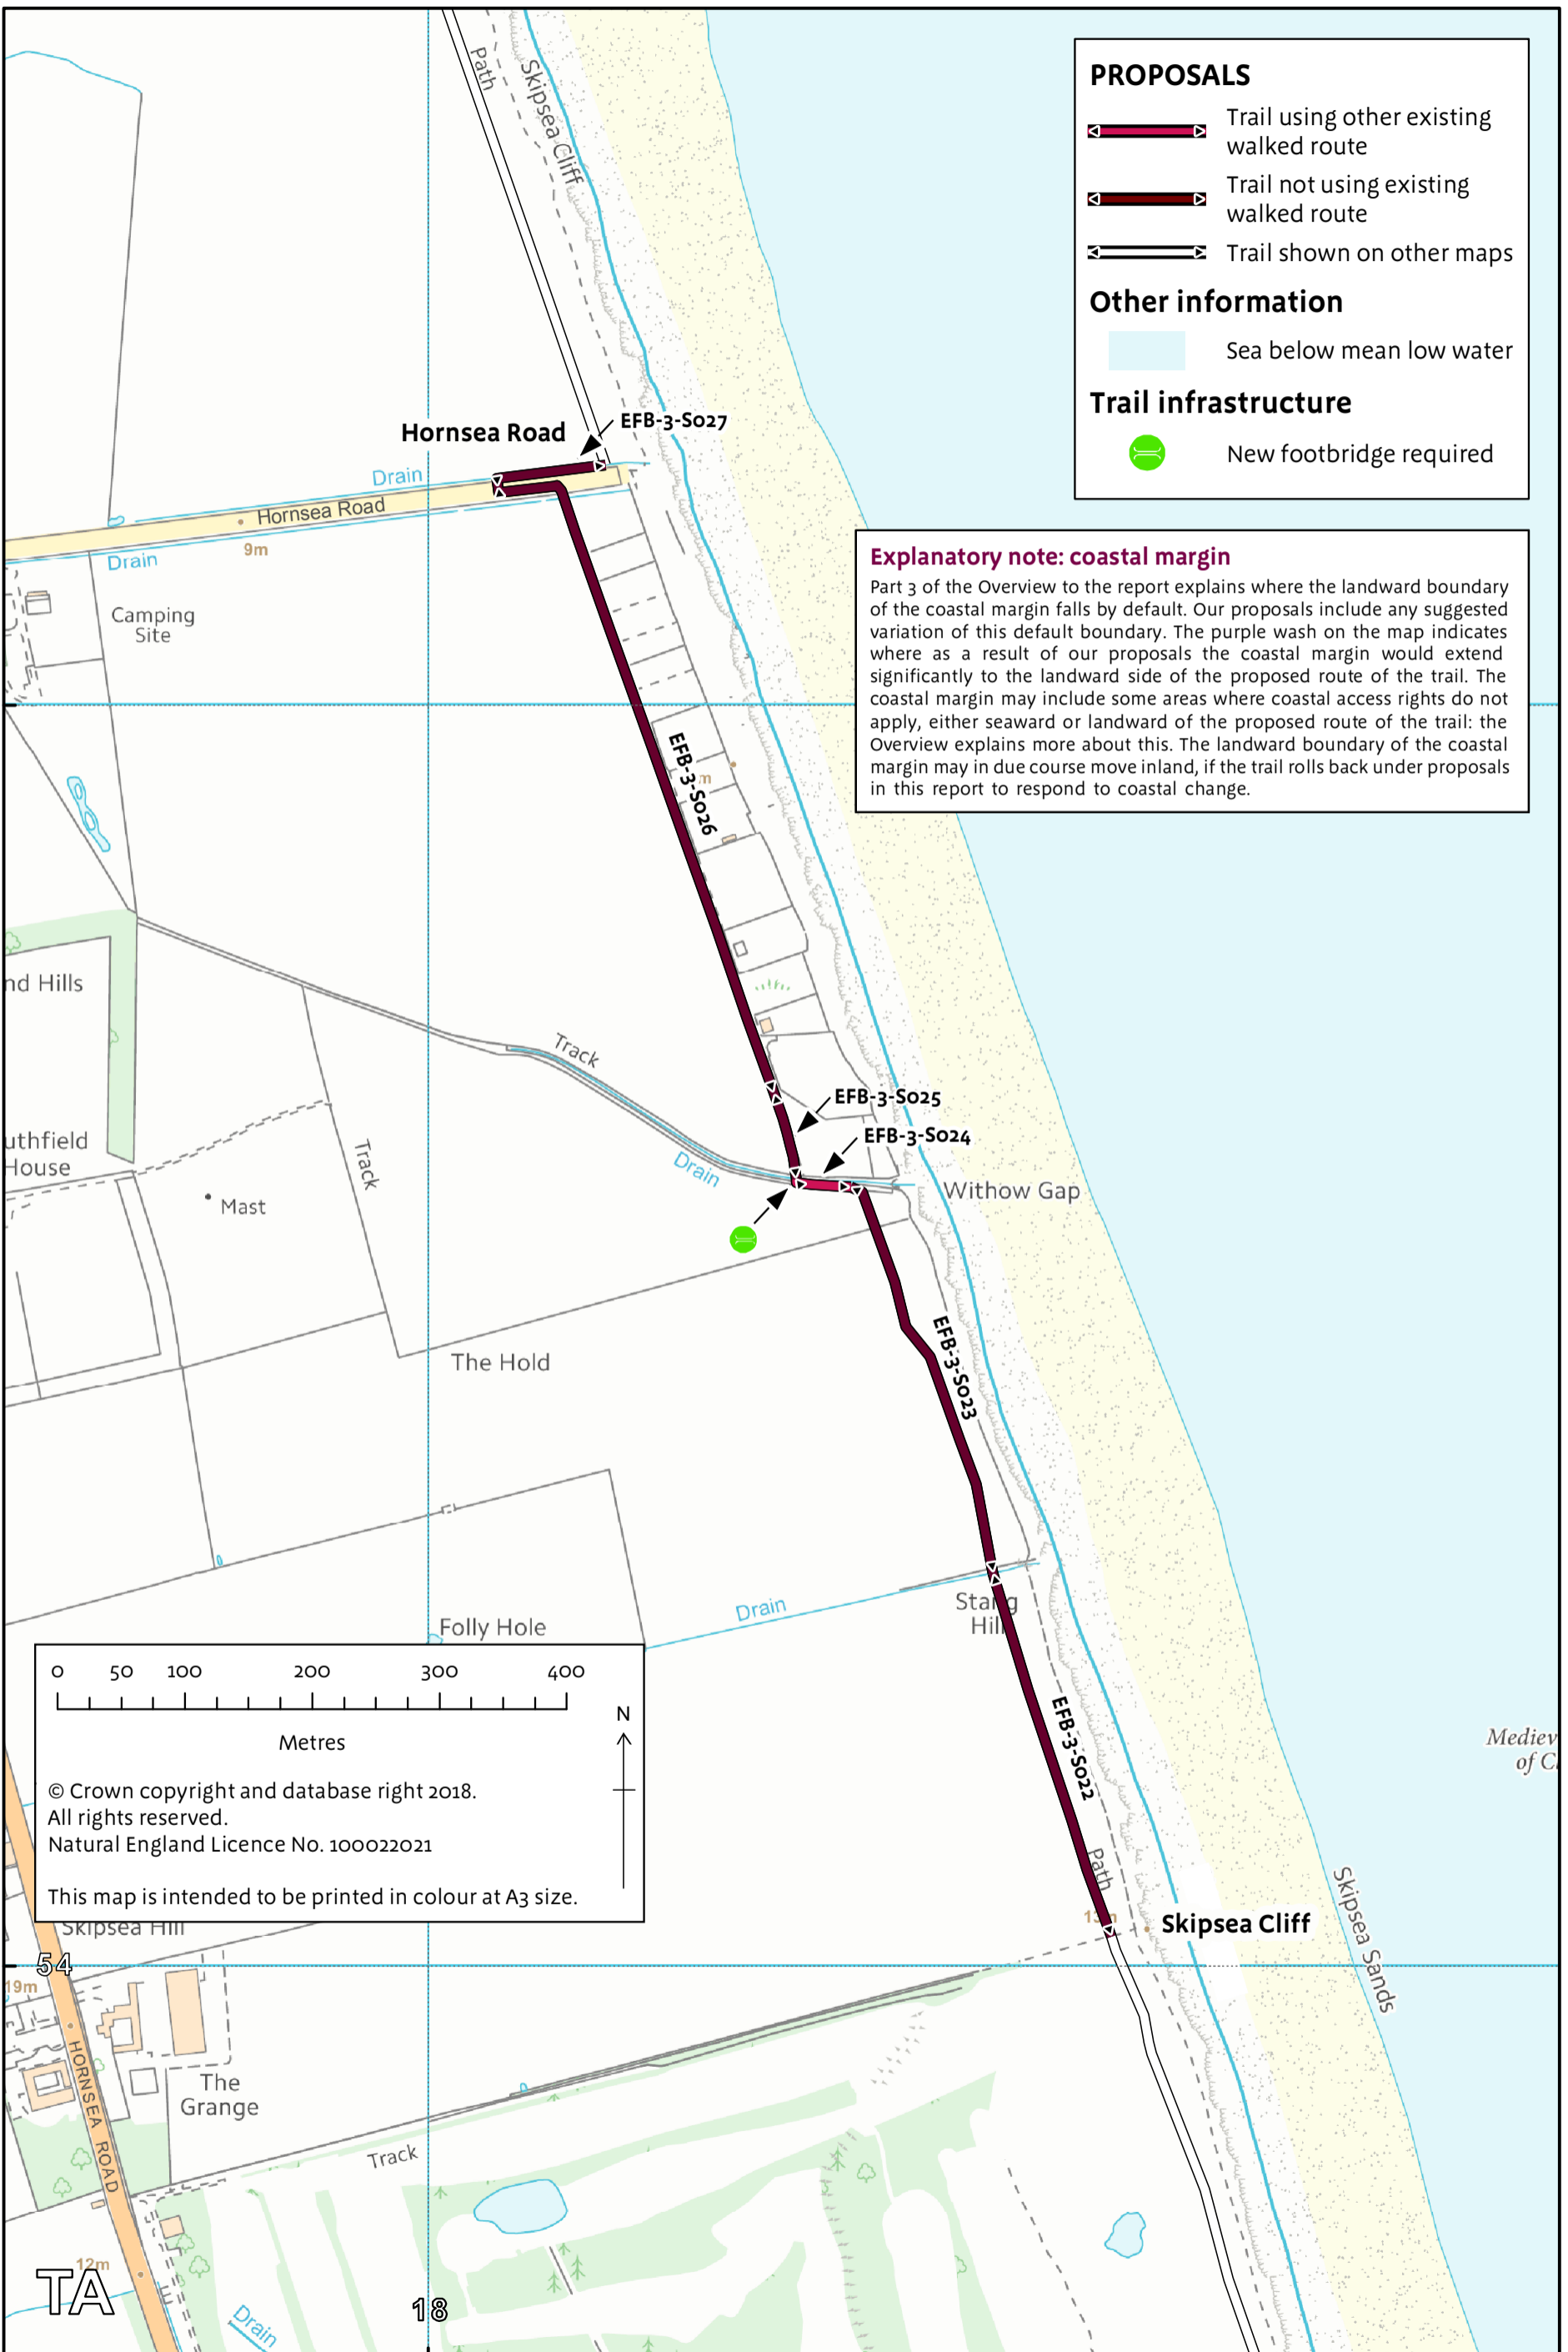 PROPOSALS
Trail using other existing
walked route
Trail not using existing
walked route
Trail shown on other maps
Other information
Sea below mean low water
Trail infrastructure
New footbridge required
Path
Skipsea Cliff
Hornsea Road
EFB-3-S027
Drain
Hornsea Road
Drain
9m
Camping
Site
Explanatory note: coastal margin
Part 3 of the Overview to the report explains where the landward boundary
of the coastal margin falls by default. Our proposals include any suggested
variation of this default boundary. The purple wash on the map indicates
where as a result of our proposals the coastal margin would extend
significantly to the landward side of the proposed route of the trail. The
coastal margin may include some areas where coastal access rights do not
apply, either seaward or landward of the proposed route of the trail: the
Overview explains more about this. The landward boundary of the coastal
margin may in due course move inland, if the trail rolls back under proposals
in this report to respond to coastal change.
EFB-3-S026
m
nd Hills
Track
EFB-3-S025
EFB-3-S024
uthfield
House
Track
Drain
Mast
Withow Gap
The Hold
EFB-3-S023
Stang
Hill
Drain
Folly Hole
0 50 100 200 300 400
Metres
N
© Crown copyright and database right 2018.
All rights reserved.
Natural England Licence No. 100022021
This map is intended to be printed in colour at A3 size.
EFB-3-S022
Mediev
of C
Path
13m
Skipsea Cliff
Skipsea Sands
Skipsea Hill
54
19m
HORNSEA ROAD
The
Grange
Track
12m
TA
18
Drain